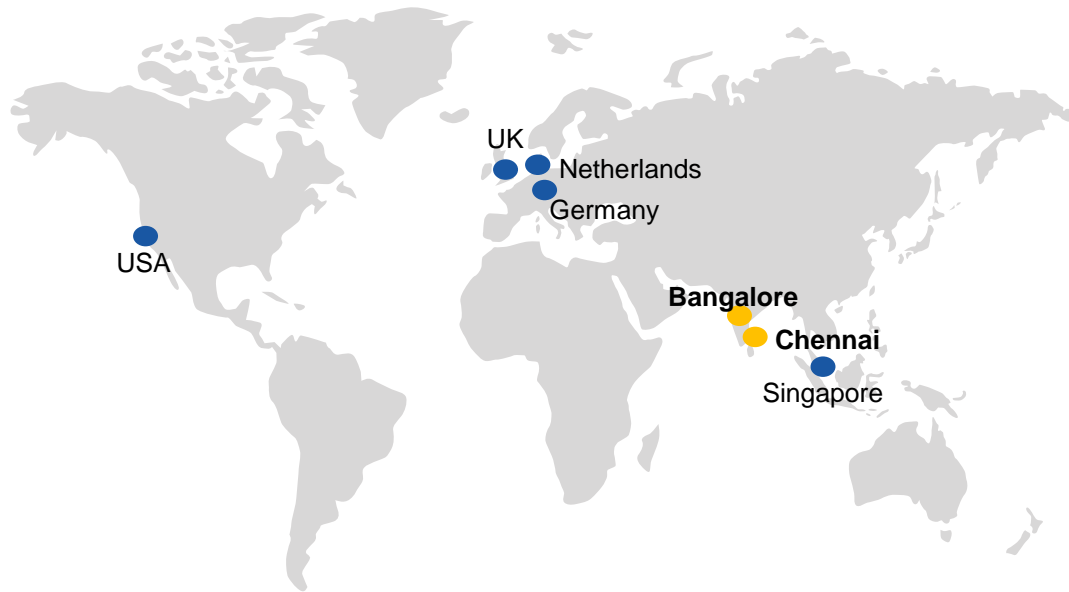 UK
Netherlands
Germany
USA
Bangalore
Chennai
Singapore